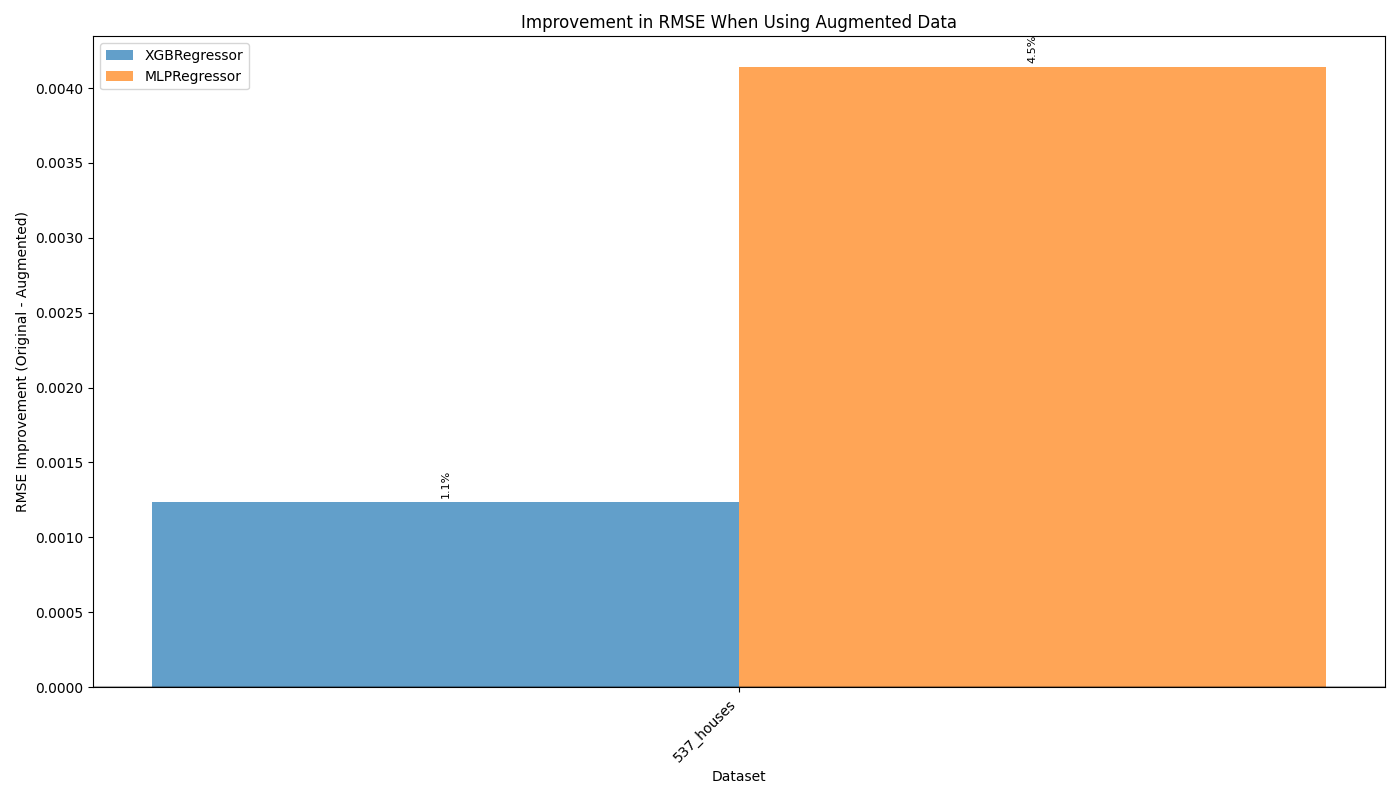 Improvement in RMSE When Using Augmented Data
XGBRegressor
MLPRegressor
RMSE Improvement (Original - Augmented)
0.0040
0.0035
0.0030
0.0025
0.0020
0.0015
0.0010
0.0005
0.0000
1.1%
4.5%
537_houses
Dataset